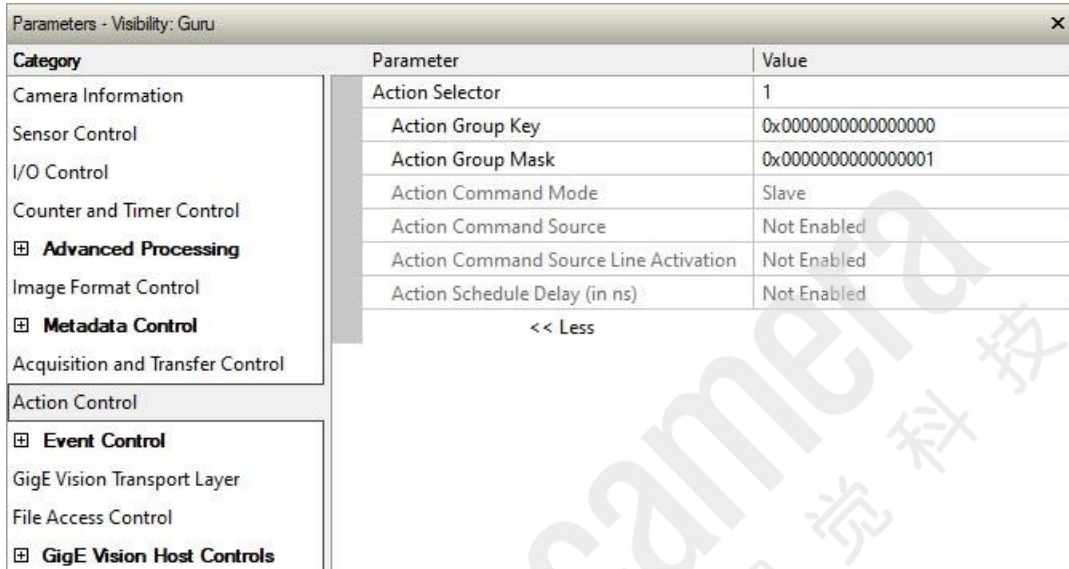 Parameters - Visibility: Guru
Category
Camera Information
Sensor Control
I/O Control
Counter and Timer Control
Advanced Processing
Image Format Control
Metadata Control
Acquisition and Transfer Control
Action Control
Event Control
GigE Vision Transport Layer
File Access Control
GigE Vision Host Controls
Parameter Value
Action Selector 1
Action Group Key 0x0000000000000000
Action Group Mask 0x0000000000000001
Action Command Mode Slave
Action Command Source Not Enabled
Action Command Source Line Activation Not Enabled
Action Schedule Delay (in ns) Not Enabled
<< Less
camera
觉科技